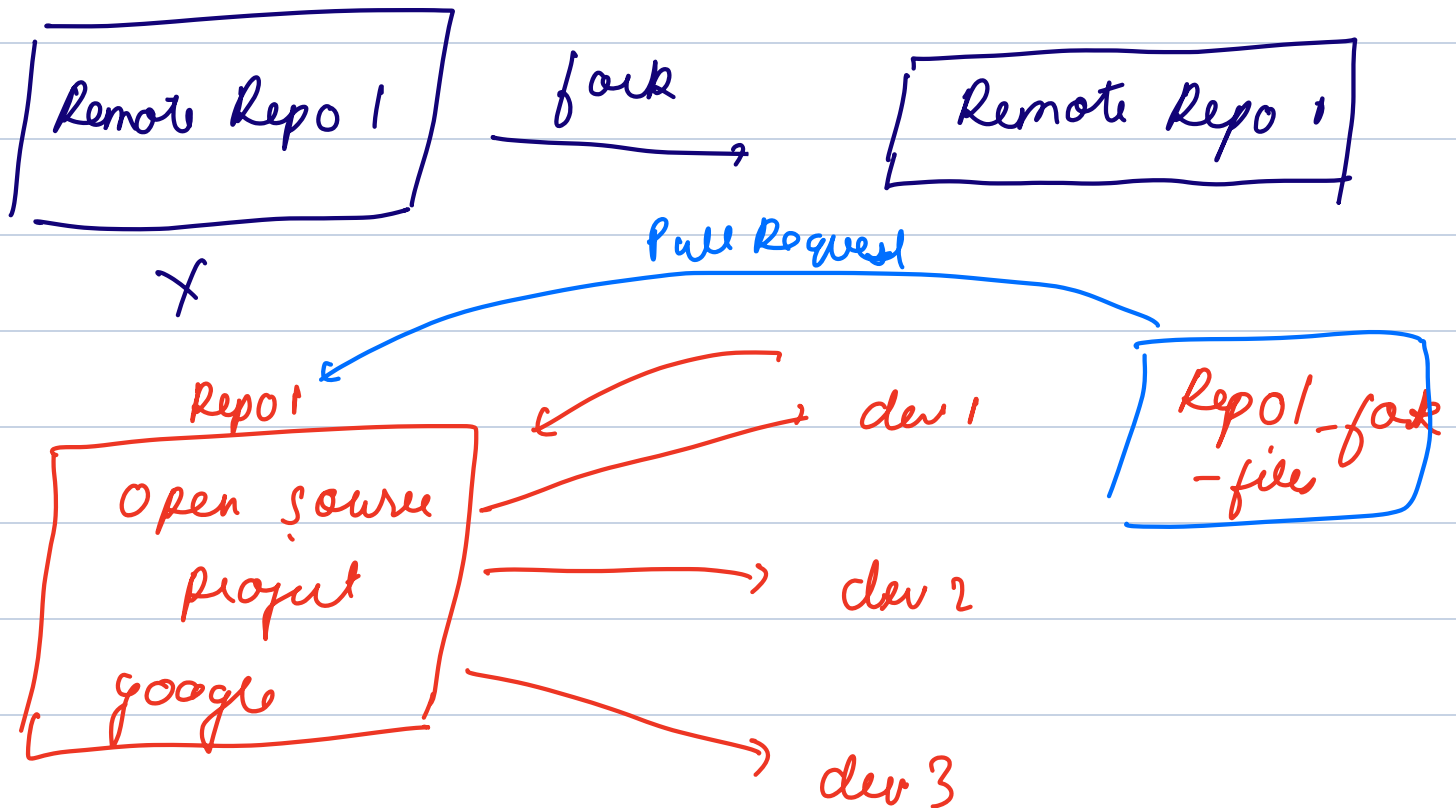 Remote Repo 1
fork
Remote Repo 1
Pull Request
X
Repo1
Open source
project
google
dev 1
dev 2
dev 3
Repo1_fork
- files